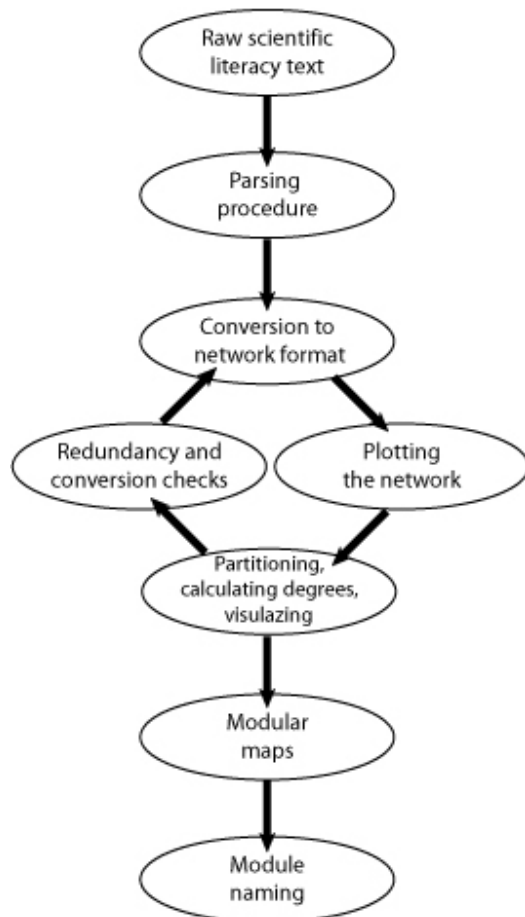 Raw scientific
literacy text
Parsing
procedure
Conversion to
network format
Redundancy and
conversion checks
Plotting
the network
Partitioning,
calculating degrees,
visulazing
Modular
maps
Module
naming